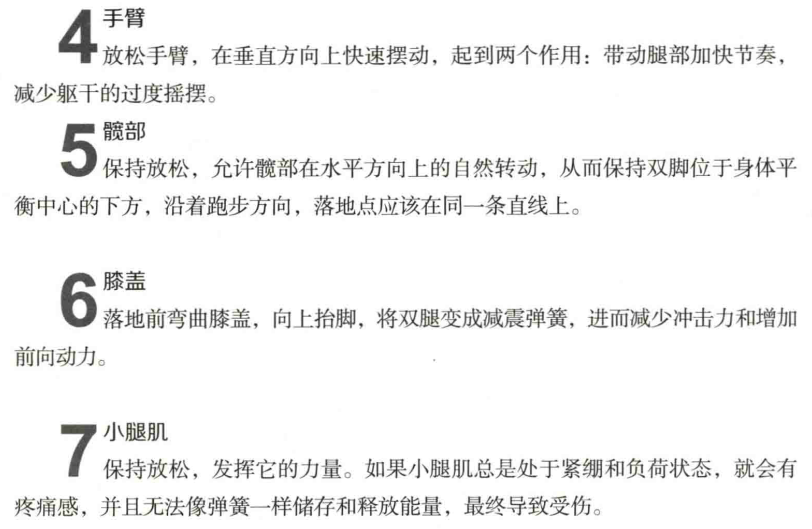 4 手臂
放松手臂，在垂直方向上快速摆动，起到两个作用：带动腿部加快节奏，
减少躯干的过度摇摆。
5 髋部
保持放松，允许髋部在水平方向上的自然转动，从而保持双脚位于身体平
衡中心的下方，沿着跑步方向，落地点应该在同一条直线上。
6 膝盖
落地前弯曲膝盖，向上抬脚，将双腿变成减震弹簧，进而减少冲击力和增加
前向动力。
7 小腿肌
保持放松，发挥它的力量。如果小腿肌总是处于紧绷和负荷状态，就会有
疼痛感，并且无法像弹簧一样储存和释放能量，最终导致受伤。